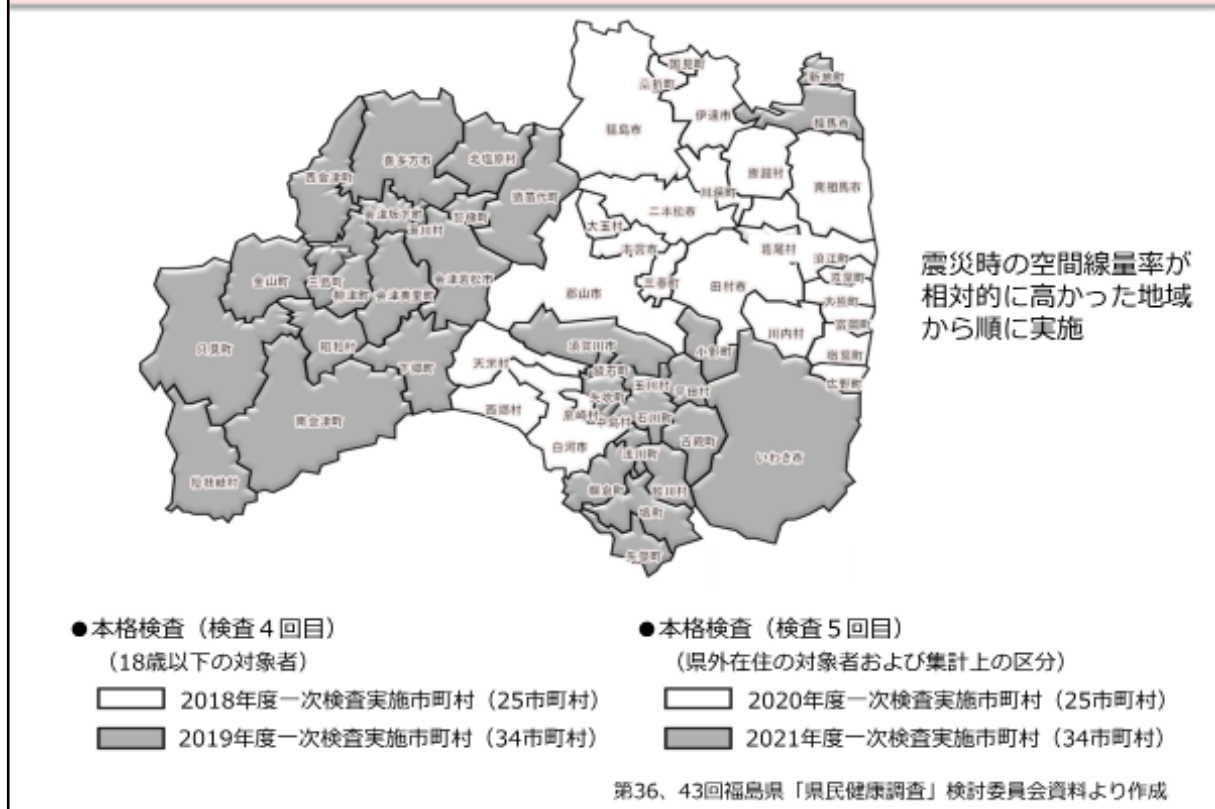 国見町
新地町
桑折町
伊達市
相馬市
福島市
喜多方市
北塩原村
飯舘村
西会津町
川俣町
南相馬市
猪苗代町
二本松市
会津坂下町
磐梯町
大玉村
湯川村
本宮市
葛尾村
浪江町
双葉町
金山町
三島町
会津若松市
三春町
田村市
柳津町
会津美里町
郡山市
大熊町
富岡町
川内村
昭和村
須賀川市
小野町
只見町
下郷町
楢葉町
天栄村
鏡石町
広野町
玉川村
平田村
矢吹町
西郷村
泉崎村
中島村
石川町
南会津町
古殿町
白河市
浅川町
いわき市
檜枝岐村
棚倉町
鮫川村
塙町
矢祭町
震災時の空間線量率が
相対的に高かった地域
から順に実施
●本格検査（検査４回目）
（18歳以下の対象者）
2018年度一次検査実施市町村（25市町村）
2019年度一次検査実施市町村（34市町村）
●本格検査（検査５回目）
（県外在住の対象者および集計上の区分）
2020年度一次検査実施市町村（25市町村）
2021年度一次検査実施市町村（34市町村）
第36、43回福島県「県民健康調査」検討委員会資料より作成